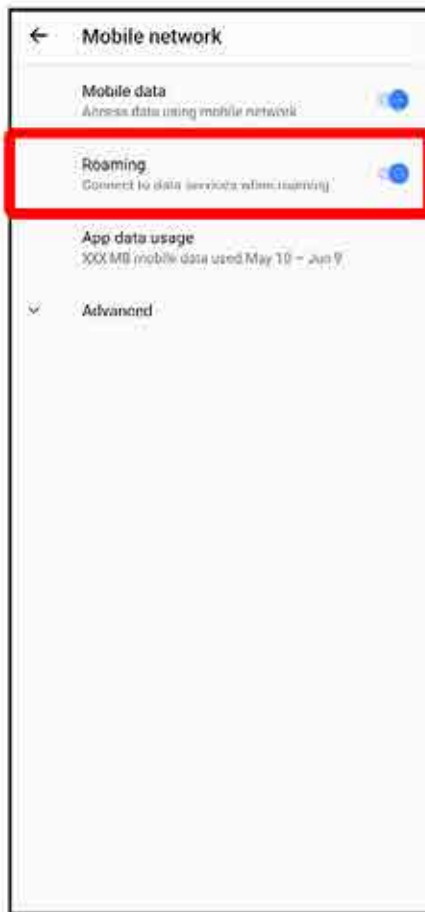 Mobile network
Mobile data
Access data using mobile network
Roaming
Connect to data services when roaming
App data usage
XXX MB mobile data used May 10 – Jun 9
Advanced